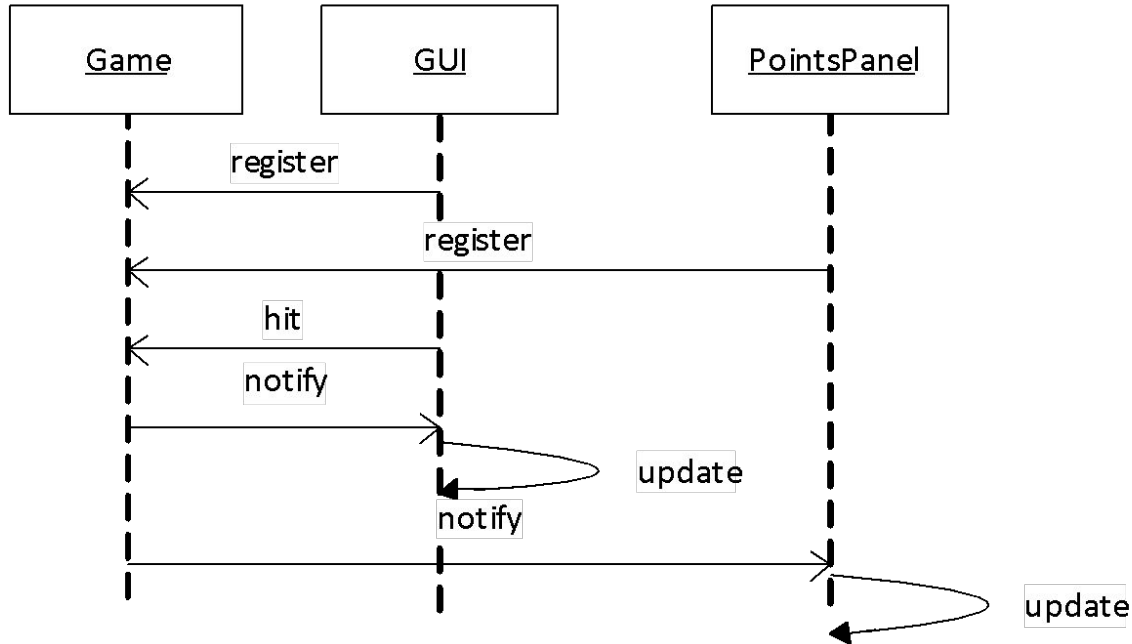 Game
GUI
PointsPanel
register
register
hit
notify
update
notify
update